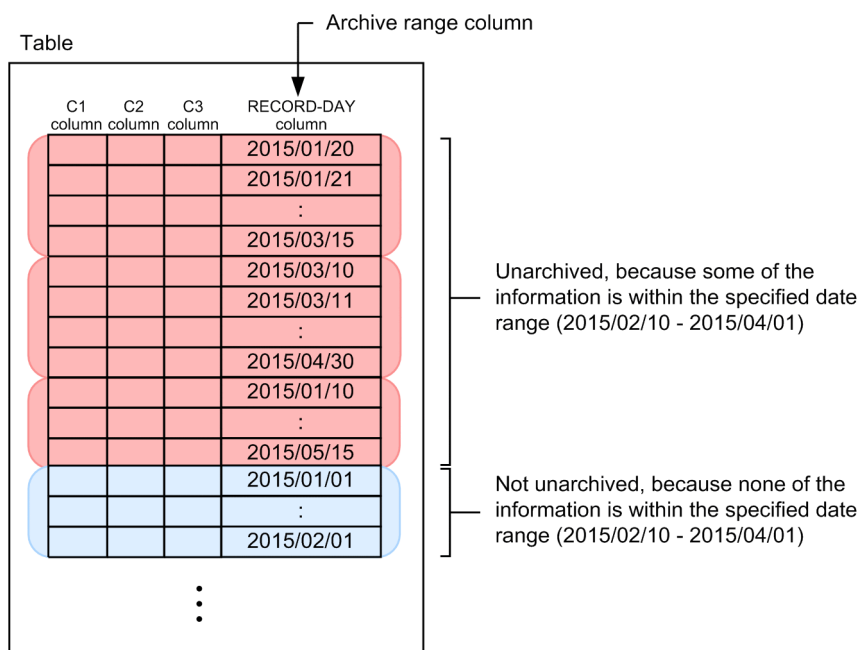 Archive range column
Table
C1 C2 C3 RECORD-DAY
column column column column
2015/01/20
2015/01/21
:
2015/03/15
2015/03/10
2015/03/11
:
2015/04/30
2015/01/10
:
2015/05/15
2015/01/01
:
2015/02/01
Unarchived, because some of the
information is within the specified date
range (2015/02/10 - 2015/04/01)
Not unarchived, because none of the
information is within the specified date
range (2015/02/10 - 2015/04/01)